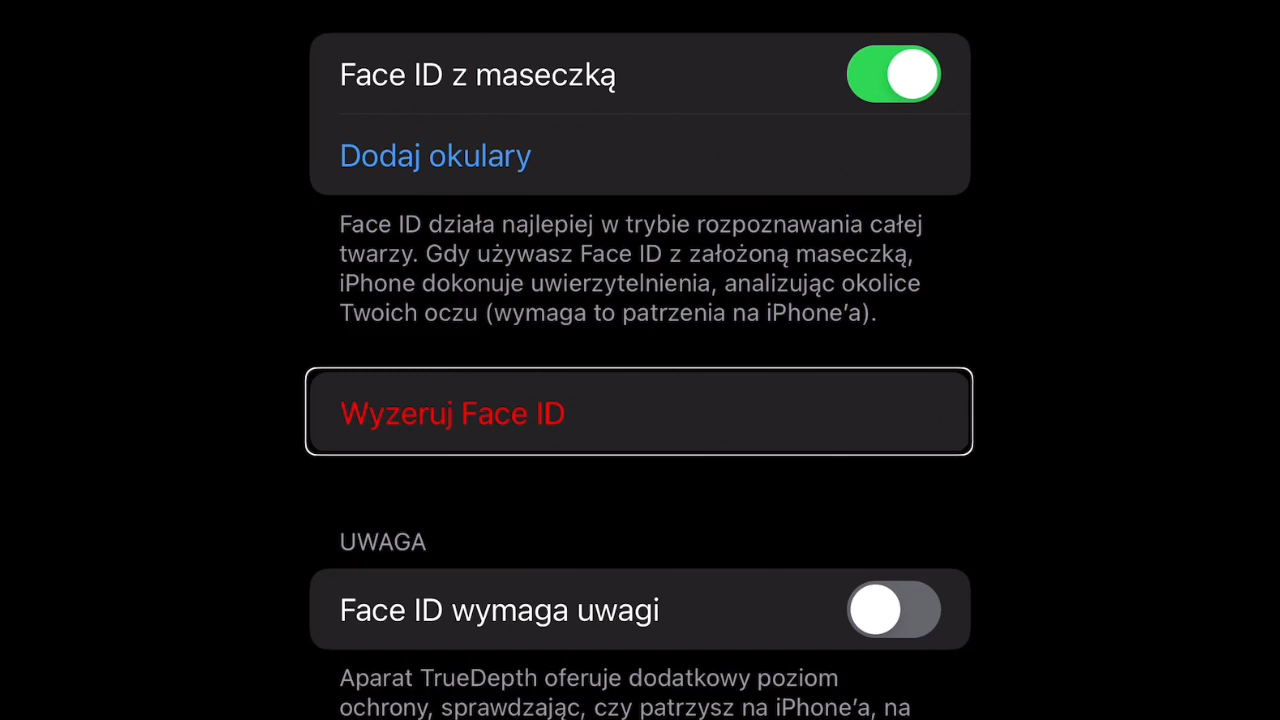 Face ID z maseczką
Dodaj okulary
Face ID działa najlepiej w trybie rozpoznawania całej
twarzy. Gdy używasz Face ID z założoną maseczką,
iPhone dokonuje uwierzytelnienia, analizując okolice
Twoich oczu (wymaga to patrzenia na iPhone’a).
Wyzeruj Face ID
UWAGA
Face ID wymaga uwagi
Aparat TrueDepth oferuje dodatkowy poziom
ochrony, sprawdzając, czy patrzysz na iPhone’a, na